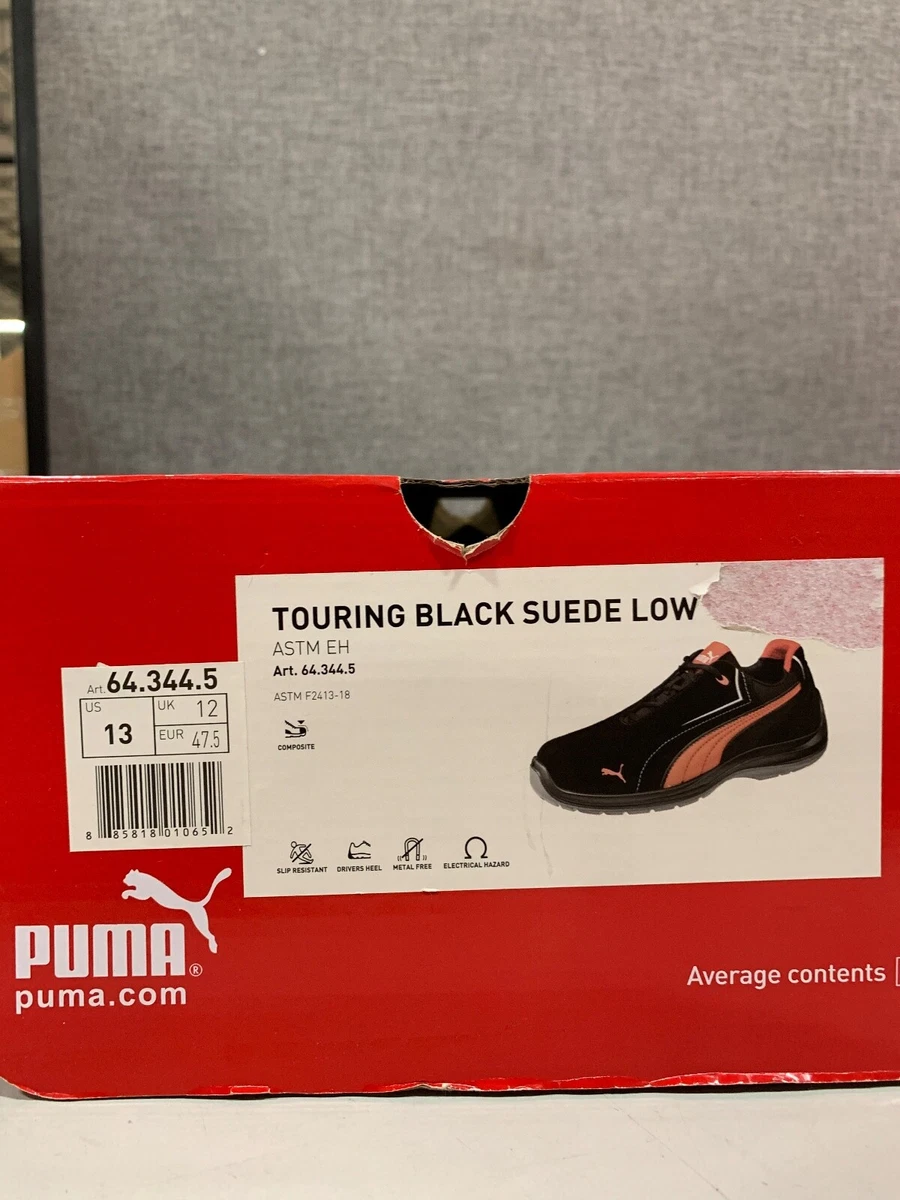 TOURING BLACK SUEDE LOW
ASTM EH
Art. 64.344.5
ASTM F2413-18
COMPOSITE
SLIP RESISTANT
DRIVERS HEEL
METAL FREE
ELECTRICAL HAZARD
Art. 64.344.5
US 13
UK 12
EUR 47.5
8 85818 01065 2
PUMA®
puma.com
Average contents